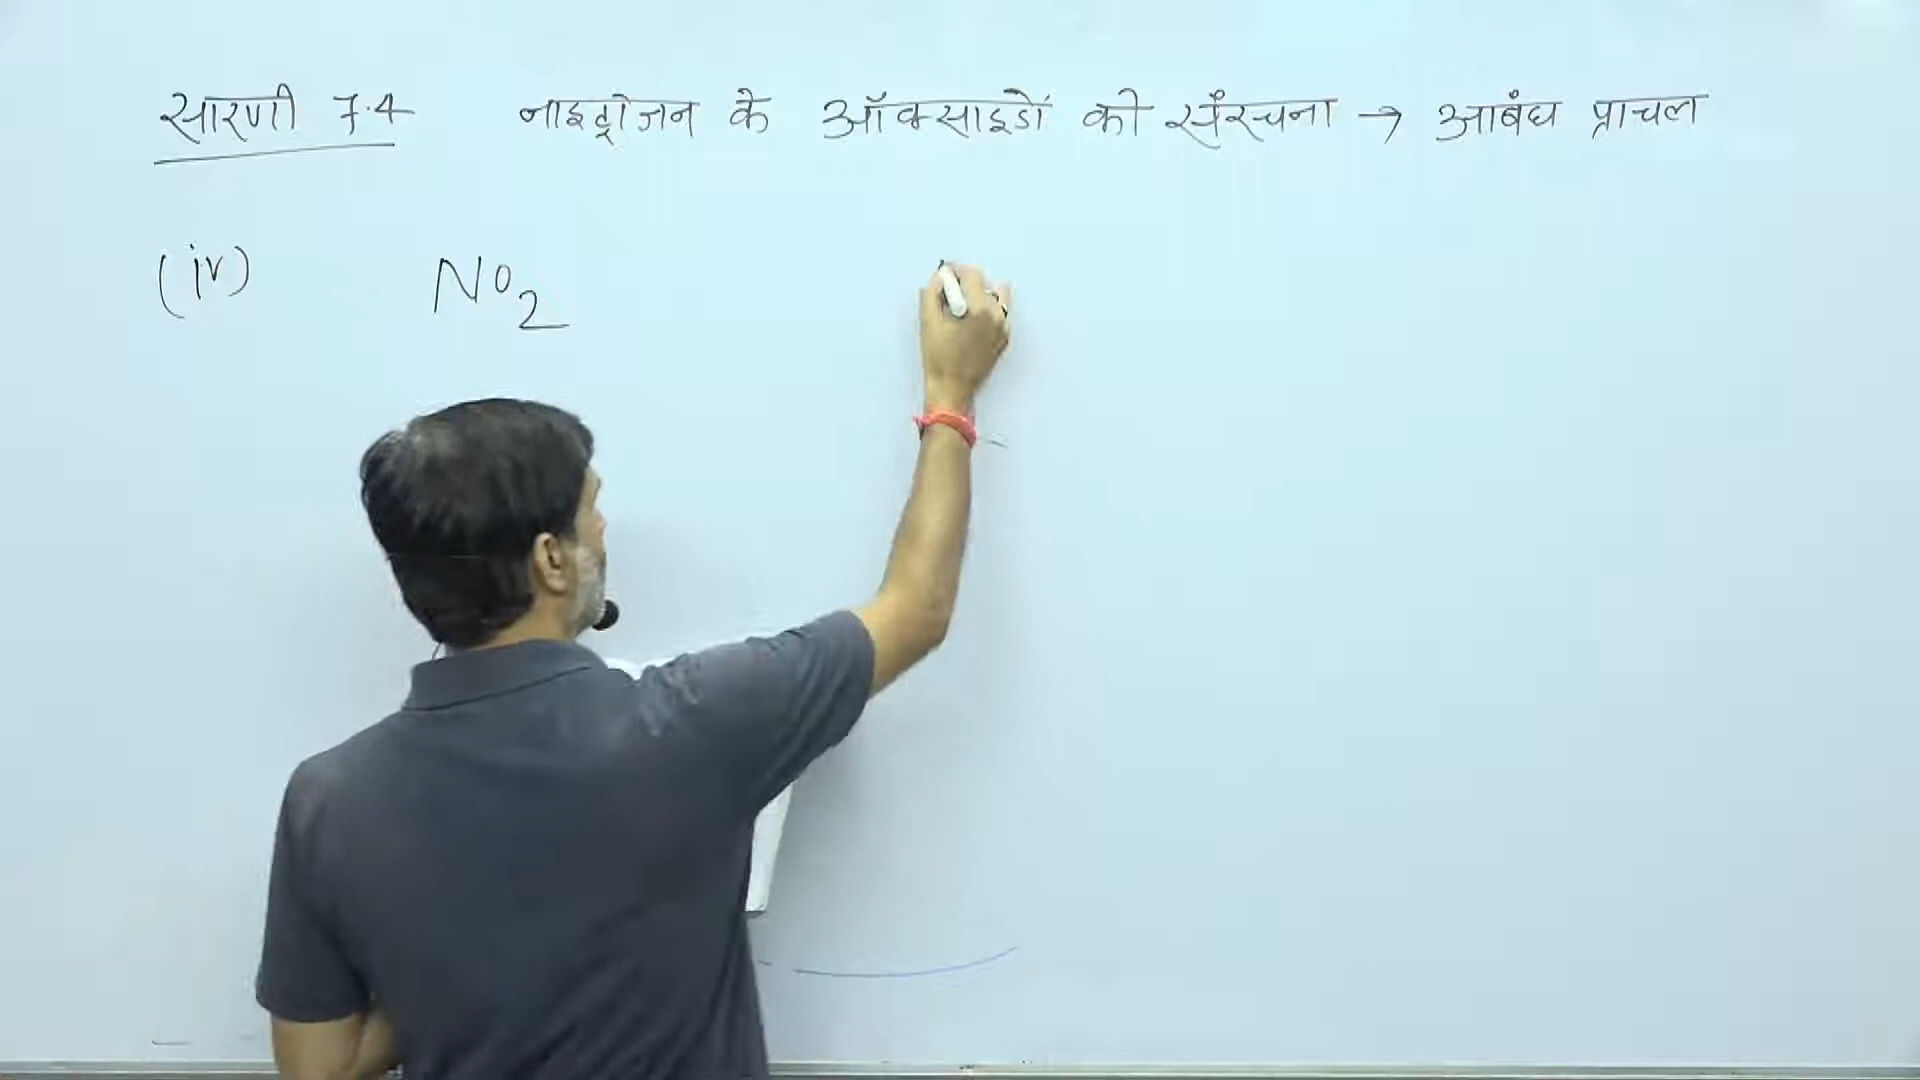 सारणी 7.4 नाइट्रोजन के ऑक्साइडों की संरचना → आबंध प्राचल
(iv) NO2